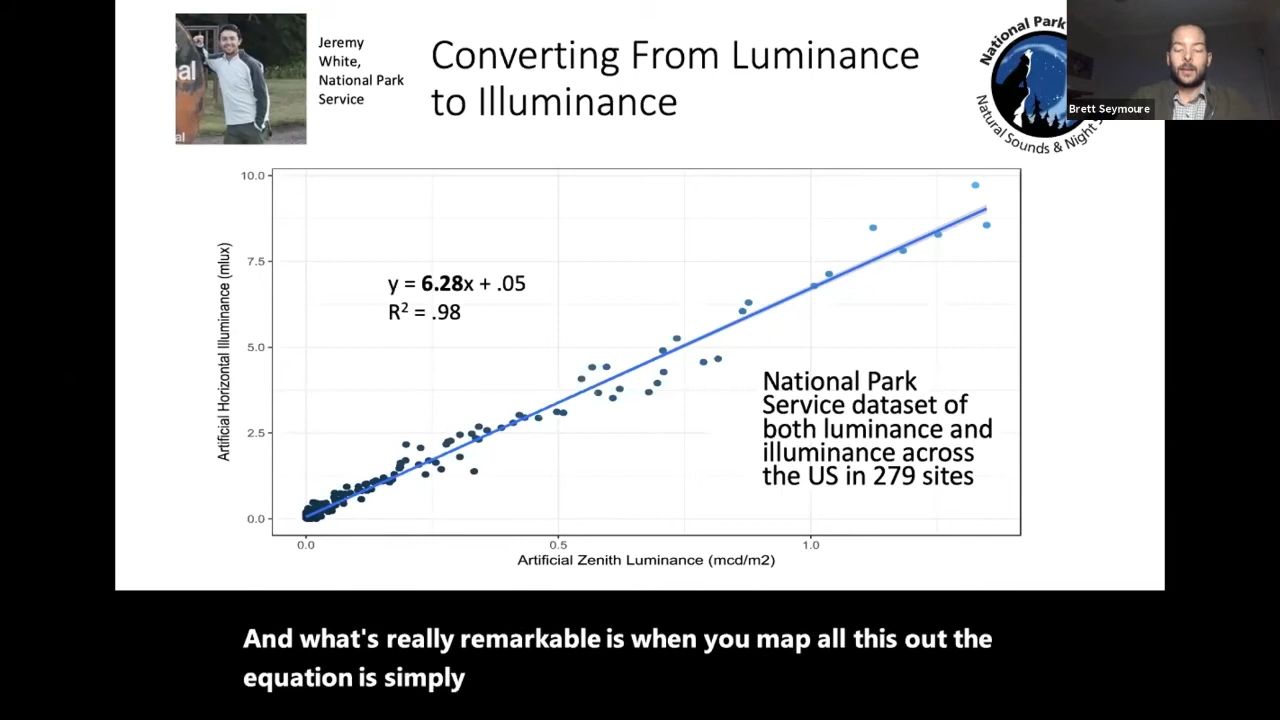 Jeremy
White,
National Park
Service
Converting From Luminance
to Illuminance
National Park
Natural Sounds & Night
Brett Seymoure
10.0
7.5
5.0
2.5
0.0
Artificial Horizontal Illuminance (mlux)
y = 6.28x + .05
R² = .98
National Park
Service dataset of
both luminance and
illuminance across
the US in 279 sites
0.0
0.5
1.0
Artificial Zenith Luminance (mcd/m2)
al
al
And what's really remarkable is when you map all this out the
equation is simply